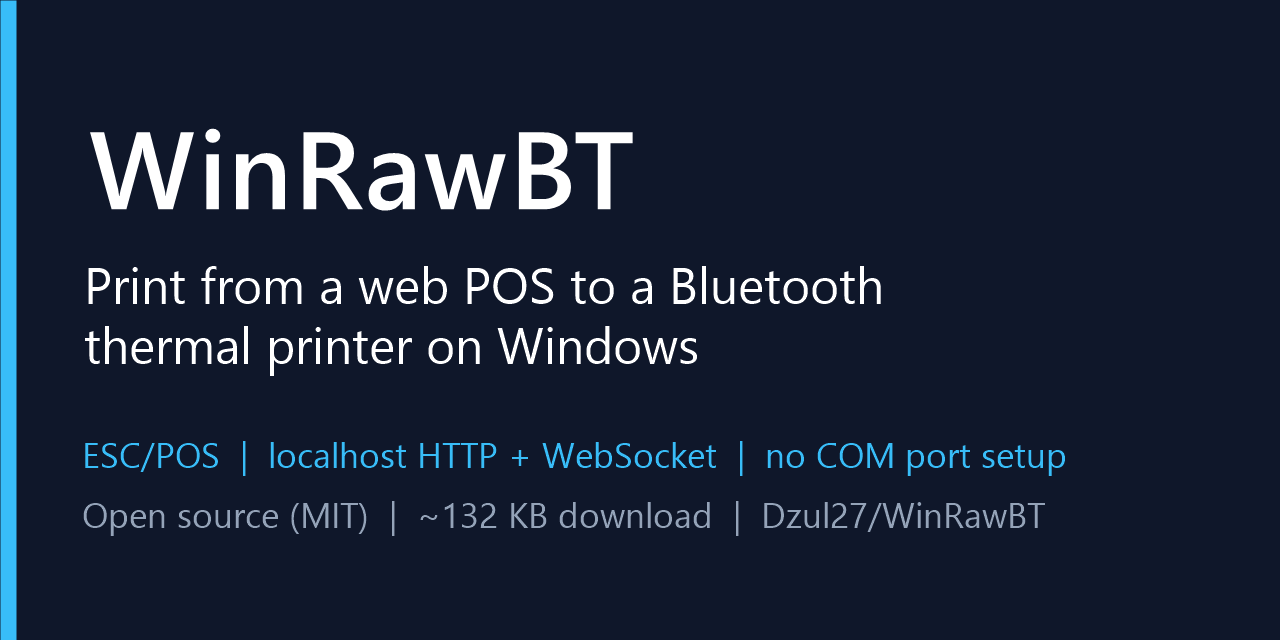 WinRawBT
Print from a web POS to a Bluetooth
thermal printer on Windows
ESC/POS | localhost HTTP + WebSocket | no COM port setup
Open source (MIT) | ~132 KB download | Dzul27/WinRawBT